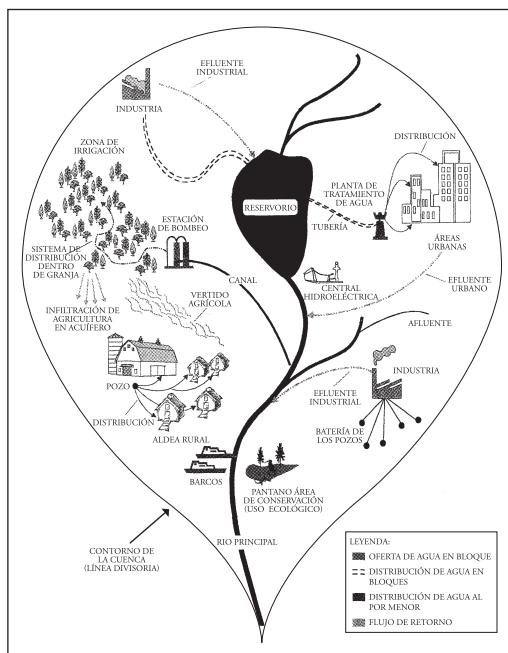 EFLUENTE
INDUSTRIAL
INDUSTRIA
ZONA DE
IRRIGACIÓN
DISTRIBUCIÓN
PLANTA DE
TRATAMIENTO
DE AGUA
RESERVORIO
ESTACIÓN
DE BOMBEO
TUBERÍA
ÁREAS
URBANAS
SISTEMA DE
DISTRIBUCIÓN
DENTRO
DE GRANJA
CANAL
CENTRAL
HIDROELÉCTRICA
EFLUENTE
URBANO
INFILTRACIÓN DE
AGRICULTURA
EN ACUÍFERO
VERTIDO
AGRÍCOLA
AFLUENTE
POZO
EFLUENTE
INDUSTRIAL
INDUSTRIA
DISTRIBUCIÓN
ALDEA RURAL
BATERÍA DE
LOS POZOS
BARCOS
PANTANO ÁREA
DE CONSERVACIÓN
(USO ECOLÓGICO)
RIO PRINCIPAL
CONTORNO DE
LA CUENCA
(LÍNEA DIVISORIA)
LEYENDA:
OFERTA DE AGUA EN BLOQUE
DISTRIBUCIÓN DE AGUA EN
BLOQUES
DISTRIBUCIÓN DE AGUA AL
POR MENOR
FLUJO DE RETORNO